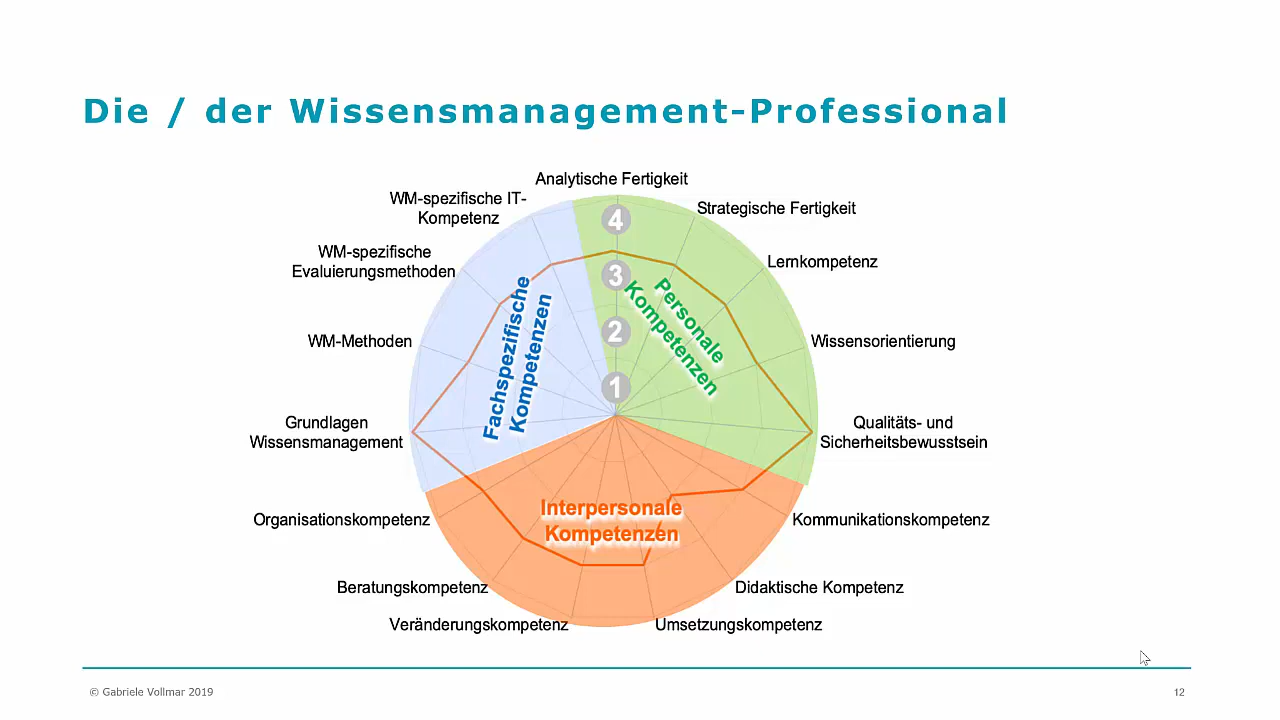 Die / der Wissensmanagement-Professional
Analytische Fertigkeit
WM-spezifische IT-
Kompetenz
Strategische Fertigkeit
WM-spezifische
Evaluierungsmethoden
Lernkompetenz
WM-Methoden
Wissensorientierung
Grundlagen
Wissensmanagement
Qualitäts- und
Sicherheitsbewusstsein
Organisationskompetenz
Kommunikationskompetenz
Beratungskompetenz
Didaktische Kompetenz
Veränderungskompetenz
Umsetzungskompetenz
4
3
2
1
Fachspezifische
Kompetenzen
Personale
Kompetenzen
Interpersonale
Kompetenzen
© Gabriele Vollmar 2019
12